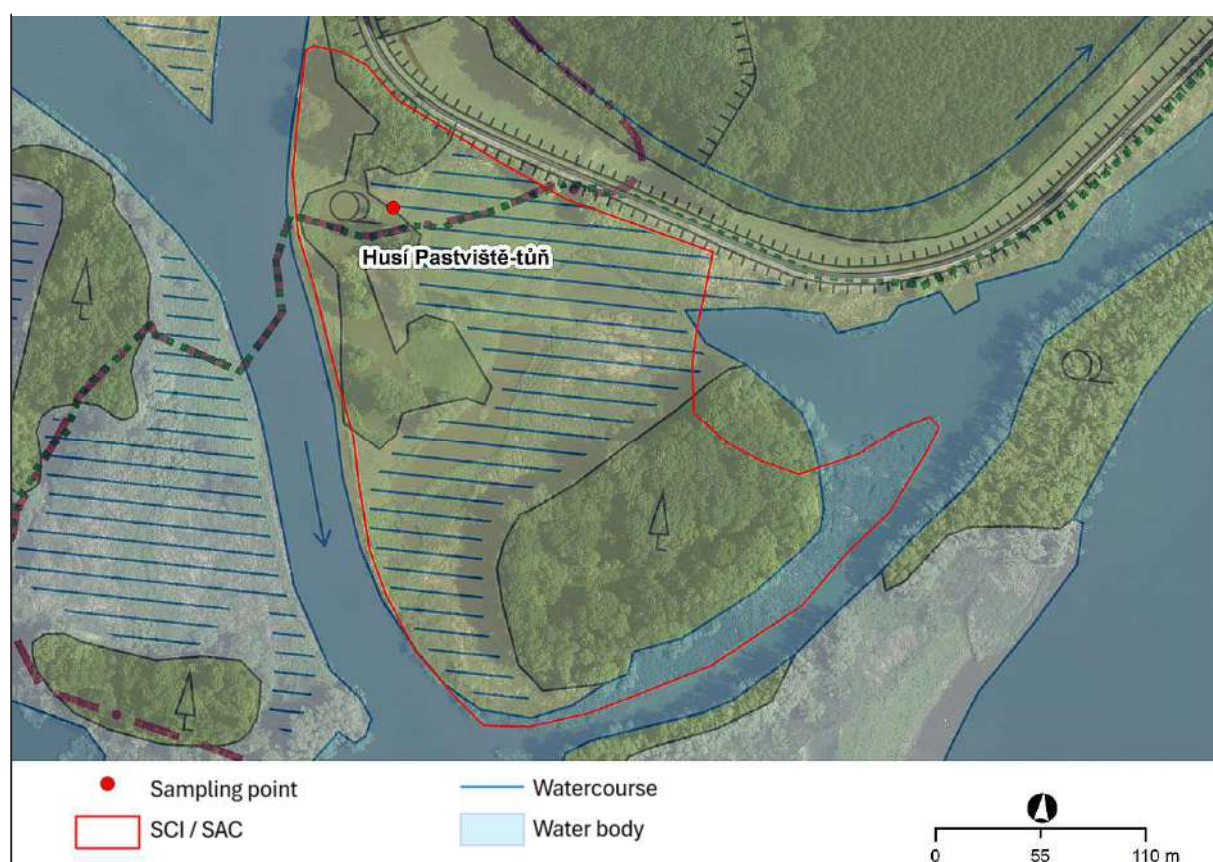 Husí Pastviště-tůň
Sampling point
Watercourse
SCI / SAC
Water body
0 55 110 m